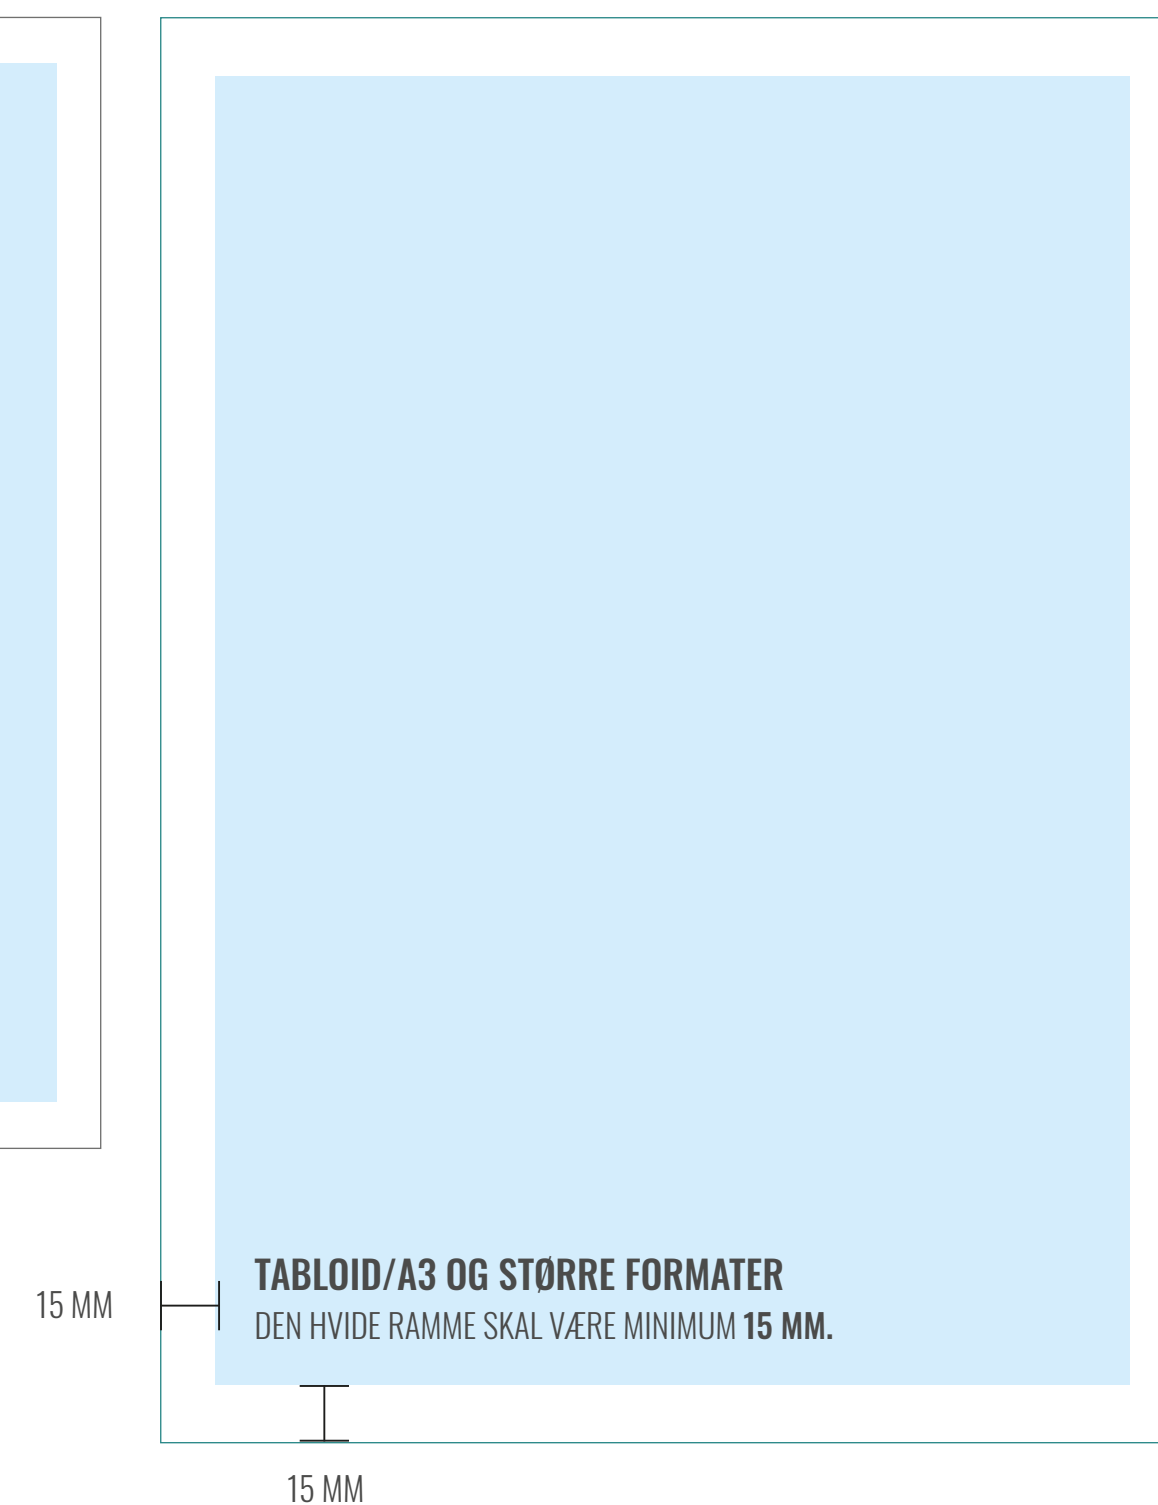 TABLOID/A3 OG STØRRE FORMATER
DEN HVIDE RAMME SKAL VÆRE MINIMUM 15 MM.
15 MM
15 MM